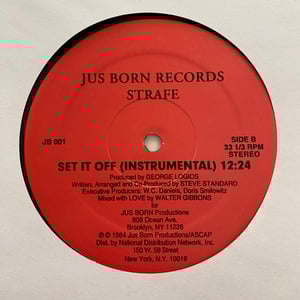 JUS BORN RECORDS
STRAFE
JB 001
SIDE B
33 1/3 RPM
STEREO
SET IT OFF (INSTRUMENTAL) 12:24
Produced by GEORGE LOGIOS
Written, Arranged and Co-Produced by STEVE STANDARD
Executive Producers: W.C. Daniels, Doris Smilowitz
Mixed with LOVE by WALTER GIBBONS
for
JUS BORN Productions
809 Ocean Ave.
Brooklyn, NY 11226
© ℗ 1984 Jus Born Productions/ASCAP
Dist. by National Distribution Network, Inc.
150 W. 58 Street
New York, N.Y. 10019